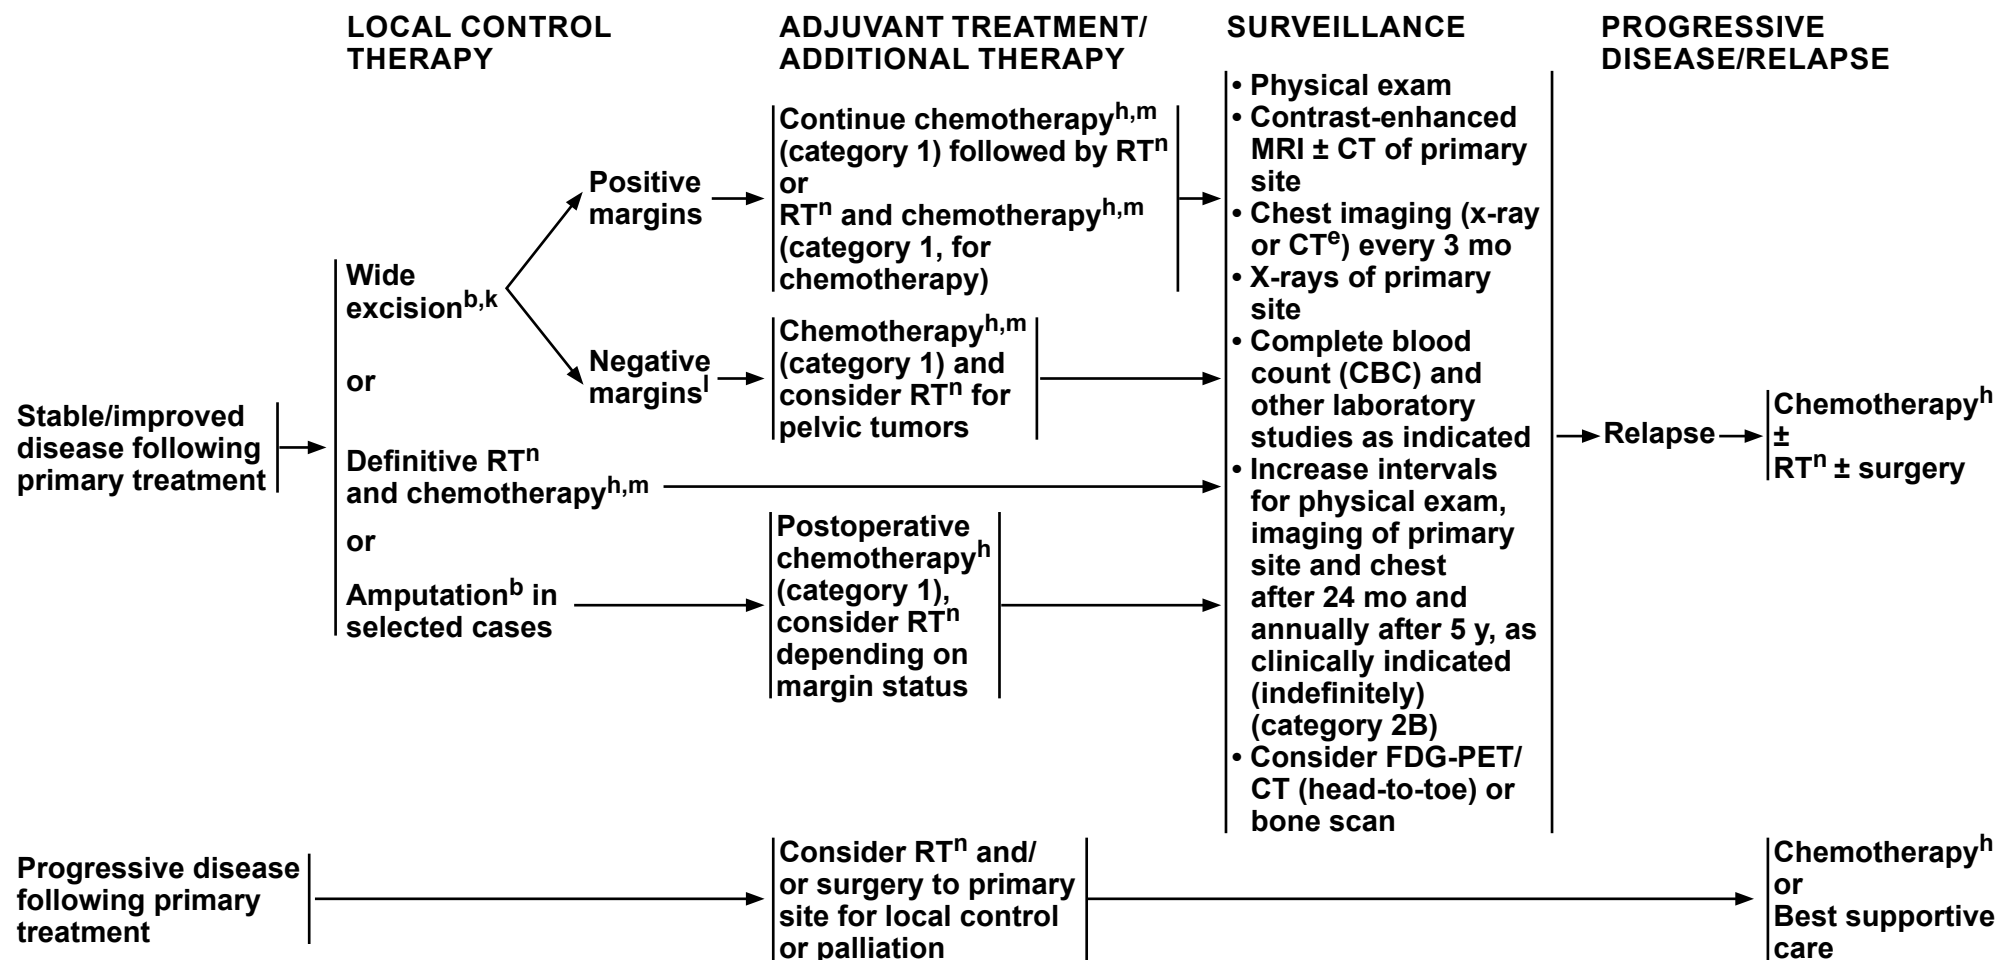 LOCAL CONTROL
THERAPY
ADJUVANT TREATMENT/
ADDITIONAL THERAPY
SURVEILLANCE
PROGRESSIVE
DISEASE/RELAPSE
Stable/improved
disease following
primary treatment
Wide
excisionb,k
or
Definitive RTn
and chemotherapyh,m
or
Amputationb in
selected cases
Positive
margins
Negative
marginsl
Continue chemotherapyh,m
(category 1) followed by RTn
or
RTn and chemotherapyh,m
(category 1, for
chemotherapy)
Chemotherapyh,m
(category 1) and
consider RTn for
pelvic tumors
Postoperative
chemotherapyh
(category 1),
consider RTn
depending on
margin status
• Physical exam
• Contrast-enhanced
MRI ± CT of primary
site
• Chest imaging (x-ray
or CTe) every 3 mo
• X-rays of primary
site
• Complete blood
count (CBC) and
other laboratory
studies as indicated
• Increase intervals
for physical exam,
imaging of primary
site and chest
after 24 mo and
annually after 5 y, as
clinically indicated
(indefinitely)
(category 2B)
• Consider FDG-PET/
CT (head-to-toe) or
bone scan
Relapse
Chemotherapyh
±
RTn ± surgery
Progressive disease
following primary
treatment
Consider RTn and/
or surgery to primary
site for local control
or palliation
Chemotherapyh
or
Best supportive
care